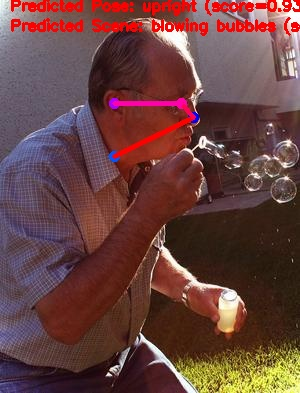 Predicted Pose: upright (score=0.93
Predicted Scene: blowing bubbles (s